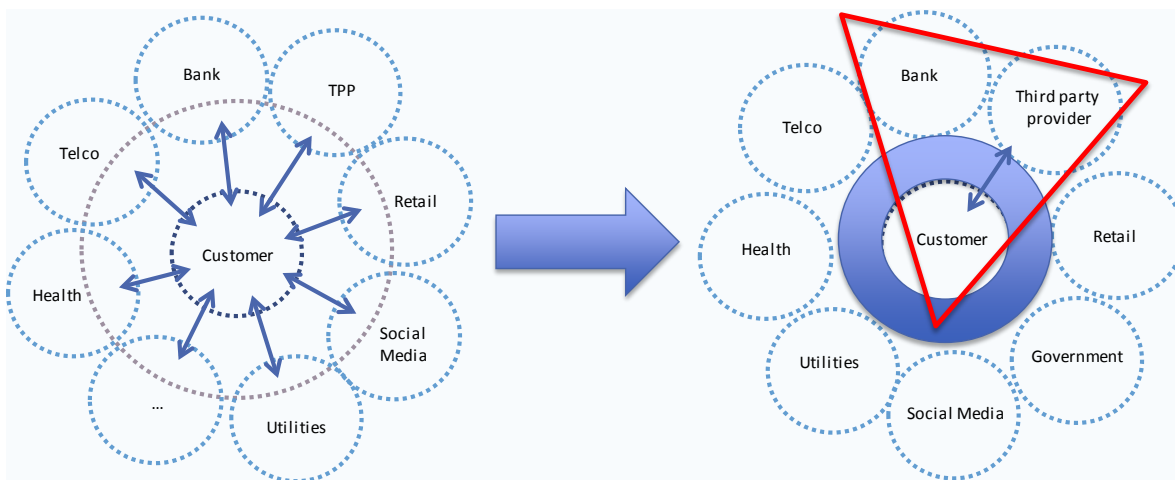 Bank
TPP
Telco
Retail
Customer
Health
Social
Media
...
Utilities
Bank
Third party
provider
Telco
Customer
Retail
Health
Utilities
Government
Social Media